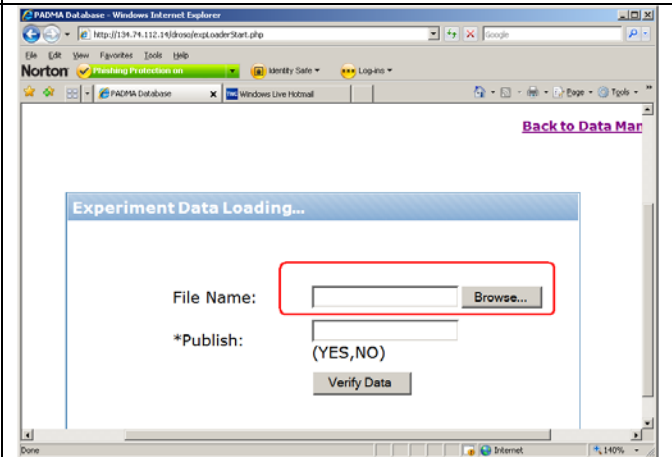 PADMA Database - Windows Internet Explorer
http://134.74.112.14/droso/expLoaderStart.php
Google
File Edit View Favorites Tools Help
Norton Phishing Protection on Identity Safe Log-ins
PADMA Database x Windows Live Hotmail Page Tools
Back to Data Man
Experiment Data Loading...
File Name: Browse...
*Publish:
(YES,NO)
Verify Data
Done Internet 140%